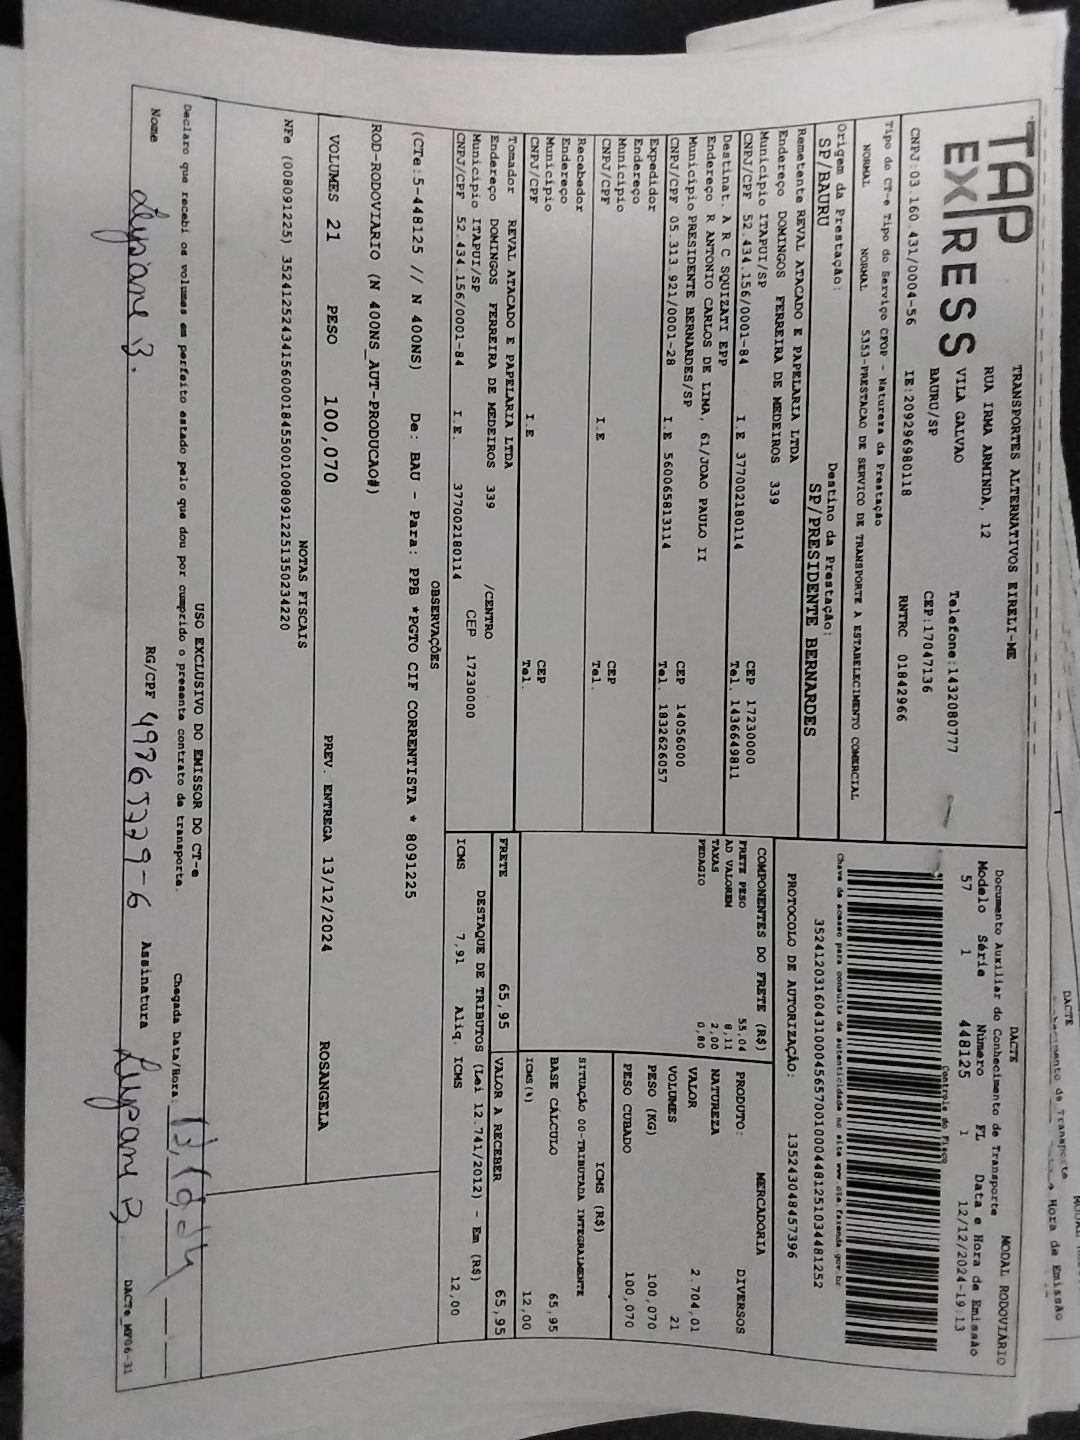 TAP
EXPRESS
TRANSPORTES ALTERNATIVOS EIRELI-ME
RUA IRMA ARMINDA, 12
VILA GALVAO Telefone:1432080777
BAURU/SP CEP:17047136
CNPJ:03.160.431/0004-56 IE:209296980118 RNTRC 01842966
Tipo do CT-e Tipo do Serviço CFOP - Natureza da Prestação
NORMAL NORMAL 5353-PRESTACAO DE SERVICO DE TRANSPORTE A ESTABELECIMENTO COMERCIAL
Origem da Prestação: Destino da Prestação:
SP/BAURU SP/PRESIDENTE BERNARDES
Remetente REVAL ATACADO E PAPELARIA LTDA
Endereço DOMINGOS FERREIRA DE MEDEIROS 339
Município ITAPUI/SP CEP 17230000
CNPJ/CPF 52.434.156/0001-84 I.E 377002180114 Tel. 1436649811
Destinat. A R C SQUIZATI EPP
Endereço R ANTONIO CARLOS DE LIMA, 61/JOAO PAULO II
Município PRESIDENTE BERNARDES/SP CEP 14056000
CNPJ/CPF 05.313.921/0001-28 I.E 560065813114 Tel. 1832626057
Expedidor
Endereço
Município CEP
CNPJ/CPF I.E Tel.
Recebedor
Endereço
Município CEP
CNPJ/CPF I.E Tel.
Tomador REVAL ATACADO E PAPELARIA LTDA
Endereço DOMINGOS FERREIRA DE MEDEIROS 339 /CENTRO
Município ITAPUI/SP CEP 17230000
CNPJ/CPF 52.434.156/0001-84 I.E. 377002180114
DACTE MODAL RODOVIÁRIO
Documento Auxiliar do Conhecimento de Transporte
Modelo Série Número FL Data e Hora de Emissão
57 1 448125 1 12/12/2024-19:13
Controle do Fisco
Chave de acesso para consulta de autenticidade no site www.cte.fazenda.gov.br
35241203160431000456570010004481251034481252
PROTOCOLO DE AUTORIZAÇÃO: 135243048457396
COMPONENTES DO FRETE (R$)
FRETE PESO 55,04
AD VALOREM 8,11
TAXAS 2,00
PEDAGIO 0,80
MERCADORIA
PRODUTO: DIVERSOS
NATUREZA
VALOR 2.704,01
VOLUMES 21
PESO (KG) 100,070
PESO CUBADO 100,070
ICMS (R$)
SITUAÇÃO 00-TRIBUTADA INTEGRALMENTE
BASE CÁLCULO 65,95
ICMS(%) 12,00
FRETE 65,95 VALOR A RECEBER 65,95
DESTAQUE DE TRIBUTOS (Lei 12.741/2012) - Em (R$)
ICMS 7,91 Aliq. ICMS 12,00
OBSERVAÇÕES
(CTe:5-448125 // N 400NS) De: BAU - Para: PPB *PGTO CIF CORRENTISTA * 8091225
ROD-RODOVIARIO (N 400NS_AUT-PRODUCAO#)
VOLUMES 21 PESO 100,070 PREV. ENTREGA 13/12/2024 ROSANGELA
NOTAS FISCAIS
NFe (008091225) 35241252434156000184550010080912251350234220
USO EXCLUSIVO DO EMISSOR DO CT-e
Declaro que recebi os volumes em perfeito estado pelo que dou por cumprido o presente contrato de transporte. Chegada Data/Hora:
Nome RG/CPF Assinatura
DACTe_MF06-31
DACTE